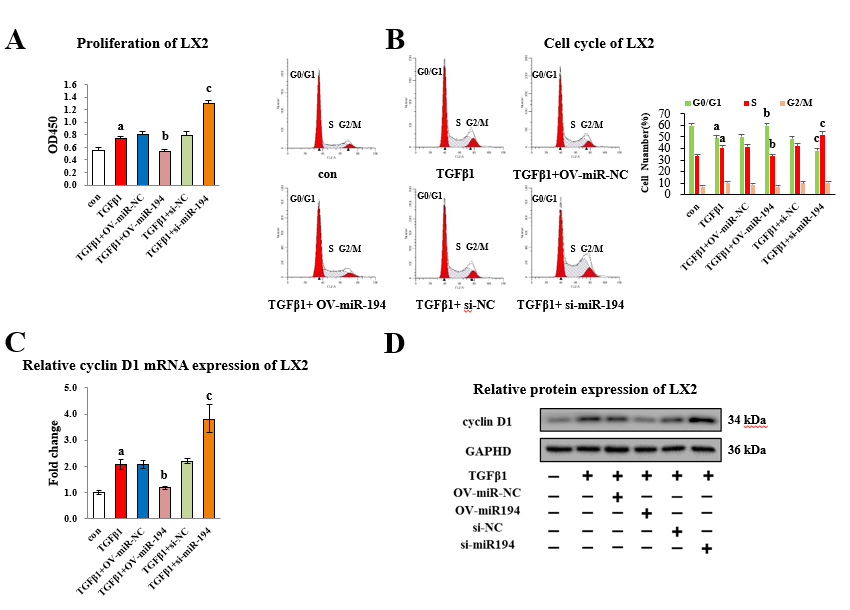 A
Proliferation of LX2
OD450
1.6
1.4
1.2
1.0
0.8
0.6
0.4
0.2
0.0
a
b
c
con
TGFβ1
TGFβ1+OV-miR-NC
TGFβ1+OV-miR-194
TGFβ1+si-NC
TGFβ1+si-miR-194
B
Cell cycle of LX2
G0/G1
S G2/M
con
G0/G1
S G2/M
TGFβ1
G0/G1
S G2/M
TGFβ1+OV-miR-NC
G0/G1
S G2/M
TGFβ1+ OV-miR-194
G0/G1
S G2/M
TGFβ1+ si-NC
G0/G1
S G2/M
TGFβ1+ si-miR-194
G0/G1 S G2/M
Cell Nuamber(%)
70
60
50
40
30
20
10
0
a
a
b
b
c
c
con
TGFβ1
TGFβ1+OV-miR-NC
TGFβ1+OV-miR-194
TGFβ1+si-NC
TGFβ1+si-miR-194
C
Relative cyclin D1 mRNA expression of LX2
Fold change
5.0
4.0
3.0
2.0
1.0
0.0
a
b
c
con
TGFβ1
TGFβ1+OV-miR-NC
TGFβ1+OV-miR-194
TGFβ1+si-NC
TGFβ1+si-miR-194
D
Relative protein expression of LX2
cyclin D1 34 kDa
GAPHD 36 kDa
TGFβ1 − + + + + +
OV-miR-NC − − + − − −
OV-miR194 − − − + − −
si-NC − − − − + −
si-miR194 − − − − − +